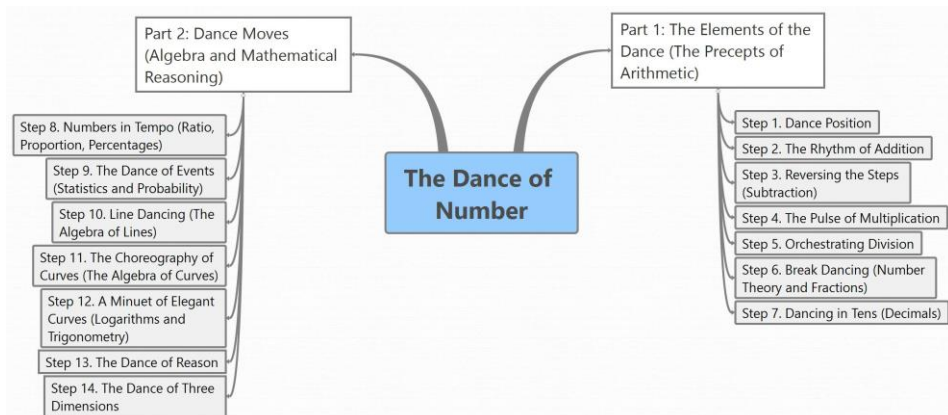 The Dance of
Number
Part 1: The Elements of the
Dance (The Precepts of
Arithmetic)
Step 1. Dance Position
Step 2. The Rhythm of Addition
Step 3. Reversing the Steps
(Subtraction)
Step 4. The Pulse of Multiplication
Step 5. Orchestrating Division
Step 6. Break Dancing (Number
Theory and Fractions)
Step 7. Dancing in Tens (Decimals)
Part 2: Dance Moves
(Algebra and Mathematical
Reasoning)
Step 8. Numbers in Tempo (Ratio,
Proportion, Percentages)
Step 9. The Dance of Events
(Statistics and Probability)
Step 10. Line Dancing (The
Algebra of Lines)
Step 11. The Choreography of
Curves (The Algebra of Curves)
Step 12. A Minuet of Elegant
Curves (Logarithms and
Trigonometry)
Step 13. The Dance of Reason
Step 14. The Dance of Three
Dimensions